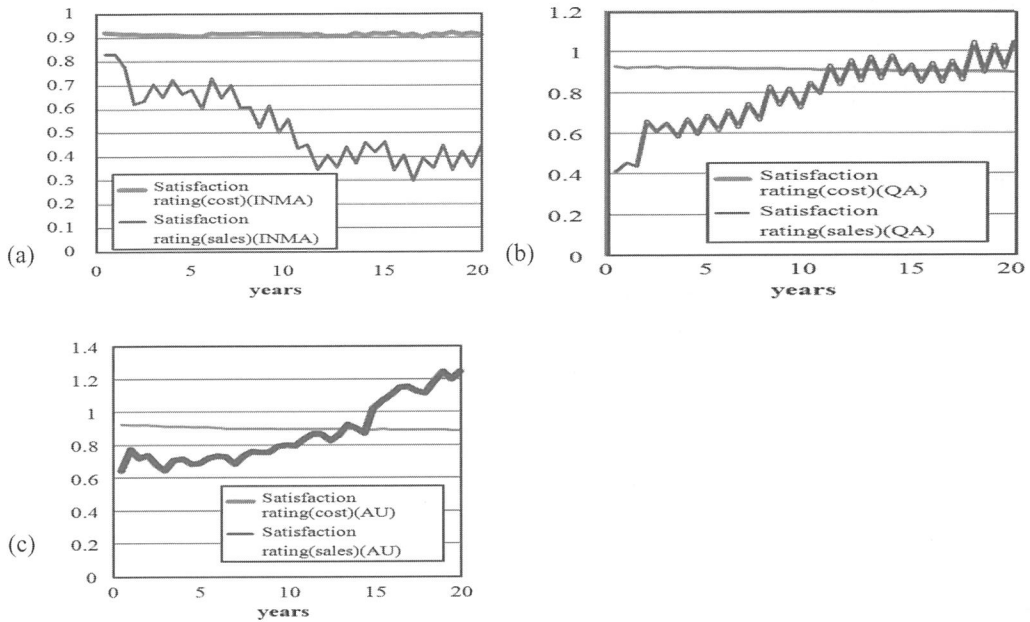 1
0.9
0.8
0.7
0.6
0.5
0.4
0.3
0.2
0.1
0
Satisfaction
rating(cost)(INMA)
Satisfaction
rating(sales)(INMA)
0 5 10 15 20
years
(a)
1.2
1
0.8
0.6
0.4
0.2
0
Satisfaction
rating(cost)(QA)
Satisfaction
rating(sales)(QA)
0 5 10 15 20
years
(b)
1.4
1.2
1
0.8
0.6
0.4
0.2
0
Satisfaction
rating(cost)(AU)
Satisfaction
rating(sales)(AU)
0 5 10 15 20
years
(c)